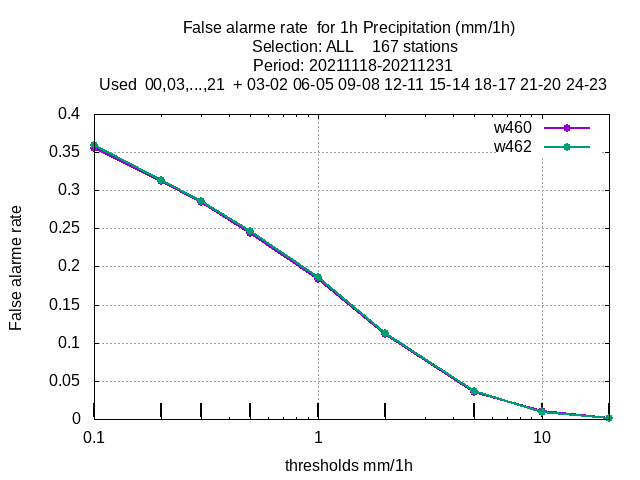 False alarme rate  for 1h Precipitation (mm/1h)
Selection: ALL    167 stations
Period: 20211118-20211231
Used  00,03,...,21  + 03-02 06-05 09-08 12-11 15-14 18-17 21-20 24-23
w460
w462
0.4
0.35
0.3
0.25
0.2
0.15
0.1
0.05
0
False alarme rate
0.1 1 10
thresholds mm/1h